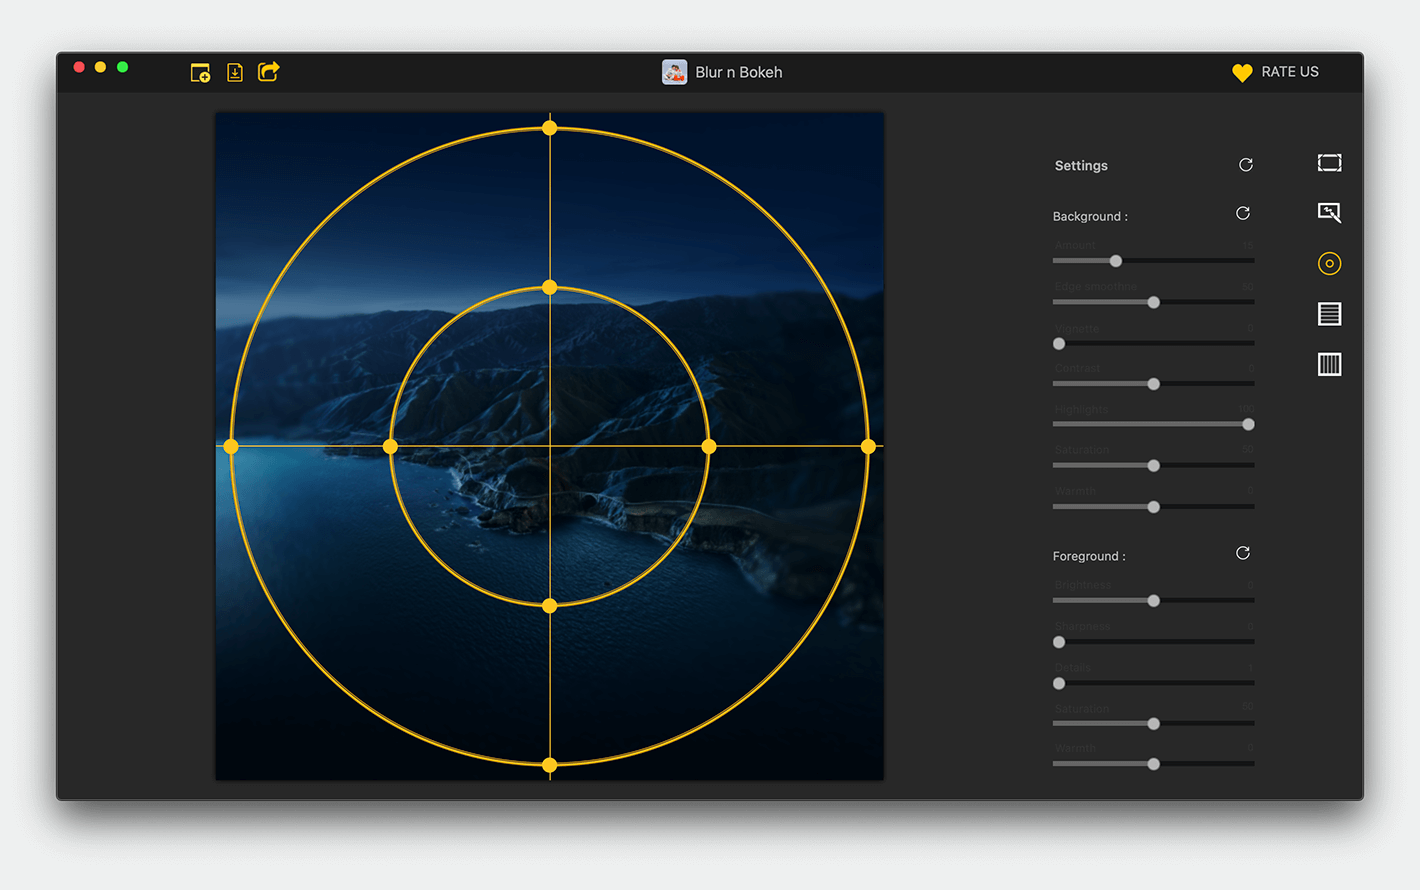 Blur n Bokeh
RATE US
Settings
Background :
Amount 15
Edge smoothne 50
Vignette 0
Contrast 0
Highlights 100
Saturation 50
Warmth 0
Foreground :
Brightness 0
Sharpness 0
Details 1
Saturation 50
Warmth 0